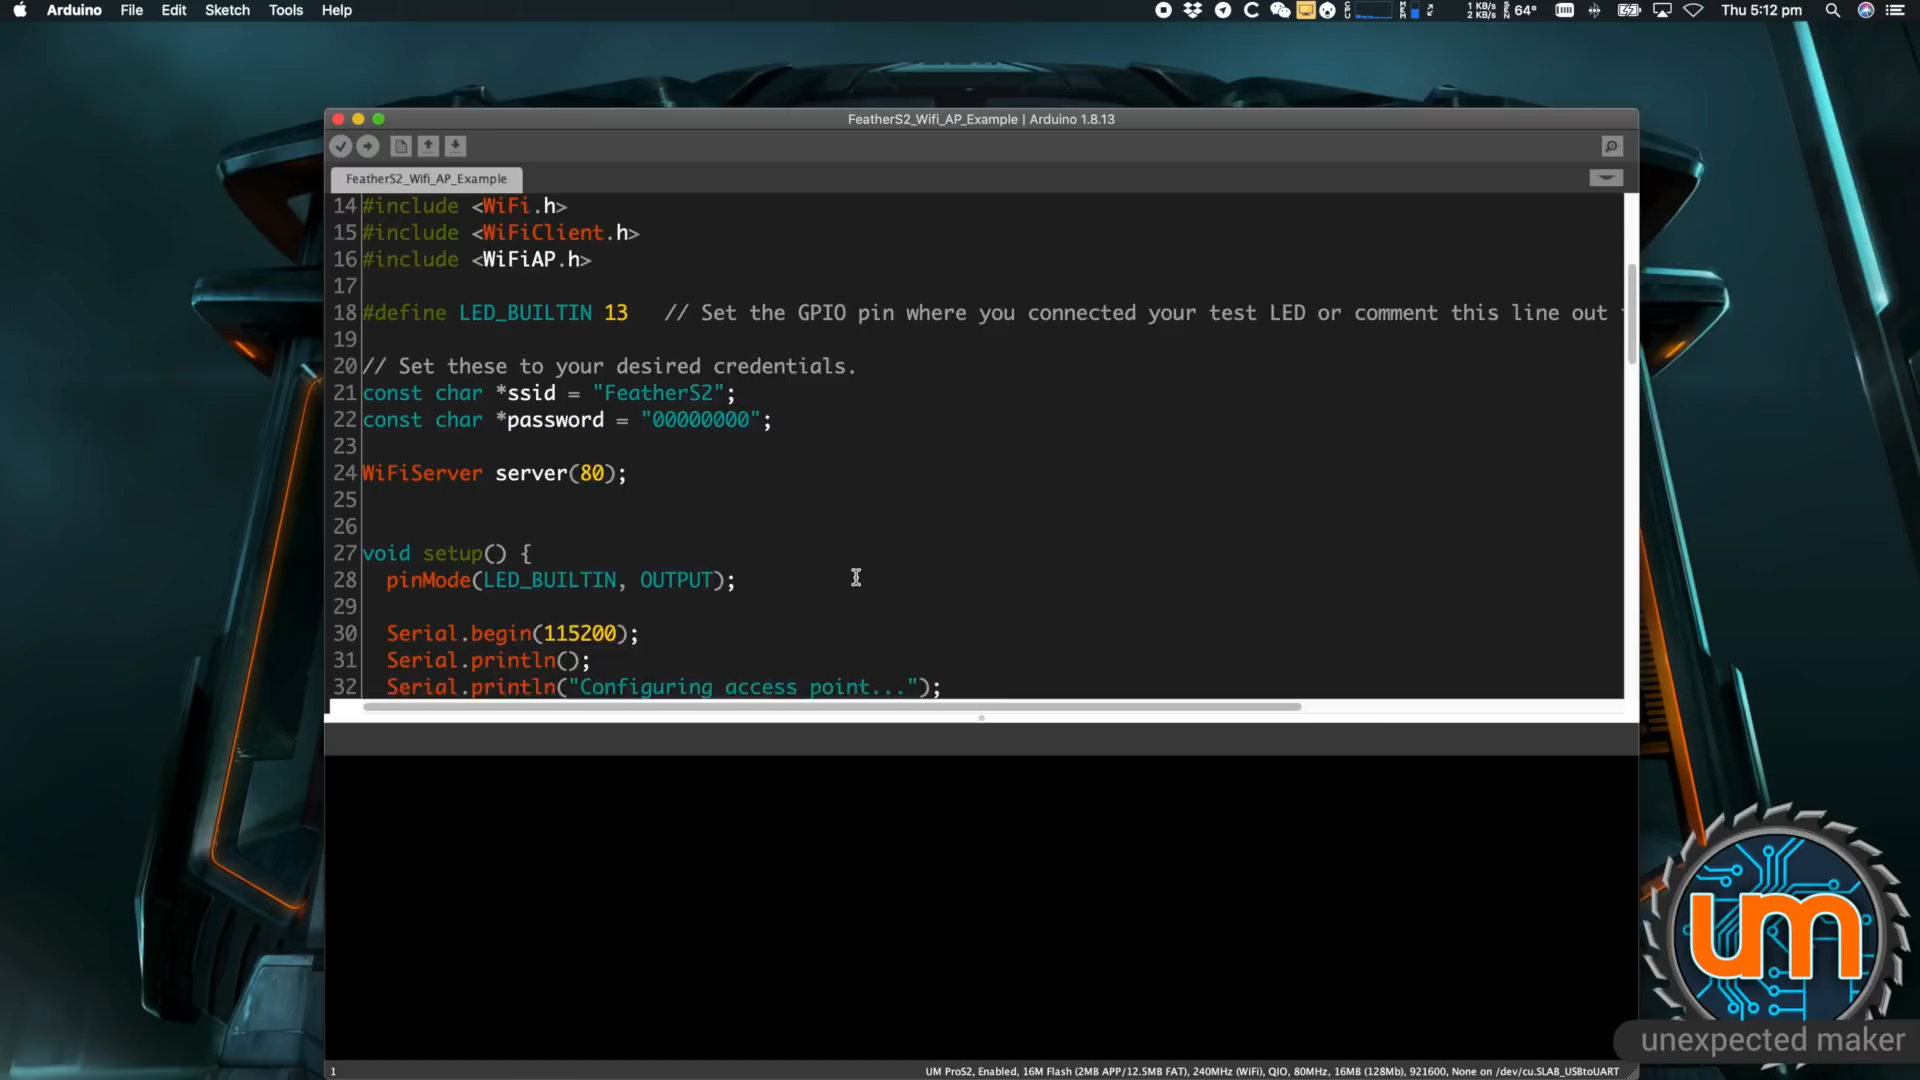 Arduino File Edit Sketch Tools Help 1 KB/s 2 KB/s 64° Thu 5:12 pm
FeatherS2_Wifi_AP_Example | Arduino 1.8.13
FeatherS2_Wifi_AP_Example
14 #include <WiFi.h>
15 #include <WiFiClient.h>
16 #include <WiFiAP.h>
17
18 #define LED_BUILTIN 13   // Set the GPIO pin where you connected your test LED or comment this line out
19
20 // Set these to your desired credentials.
21 const char *ssid = "FeatherS2";
22 const char *password = "00000000";
23
24 WiFiServer server(80);
25
26
27 void setup() {
28   pinMode(LED_BUILTIN, OUTPUT);
29
30   Serial.begin(115200);
31   Serial.println();
32   Serial.println("Configuring access point...");
um
unexpected maker
1 UM ProS2, Enabled, 16M Flash (2MB APP/12.5MB FAT), 240MHz (WiFi), QIO, 80MHz, 16MB (128Mb), 921600, None on /dev/cu.SLAB_USBtoUART